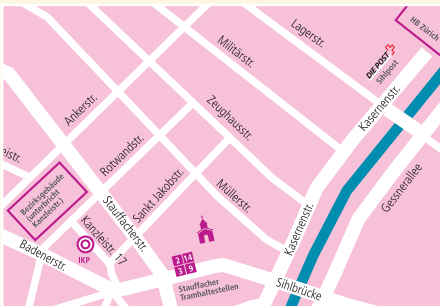 Lagerstr.
HB Zürich
Militärstr.
DIE POST
Sihlpost
Ankerstr.
Zeughausstr.
Kasernenstr.
eistr.
Rotwandstr.
Gessnerallee
Bezirksgebäude
(unterbricht
Kanzleistr.)
Sankt Jakobstr.
Müllerstr.
Stauffacherstr.
Kasernenstr.
Kanzleistr. 17
IKP
Badenerstr.
2 14
3 9
Stauffacher
Tramhaltestellen
Sihlbrücke